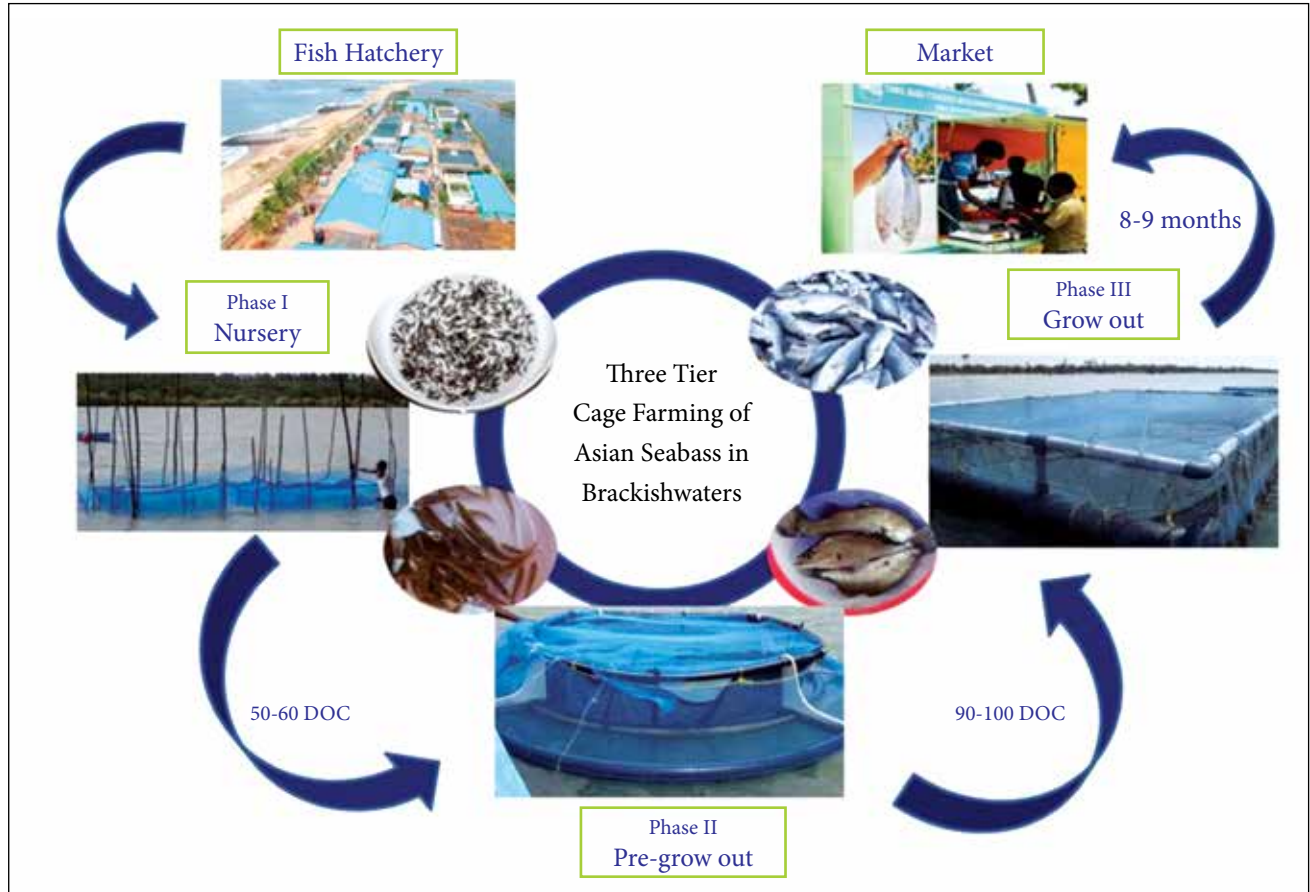 Fish Hatchery
Market
8-9 months
Phase I
Nursery
Phase III
Grow out
Three Tier
Cage Farming of
Asian Seabass in
Brackishwaters
50-60 DOC
90-100 DOC
Phase II
Pre-grow out